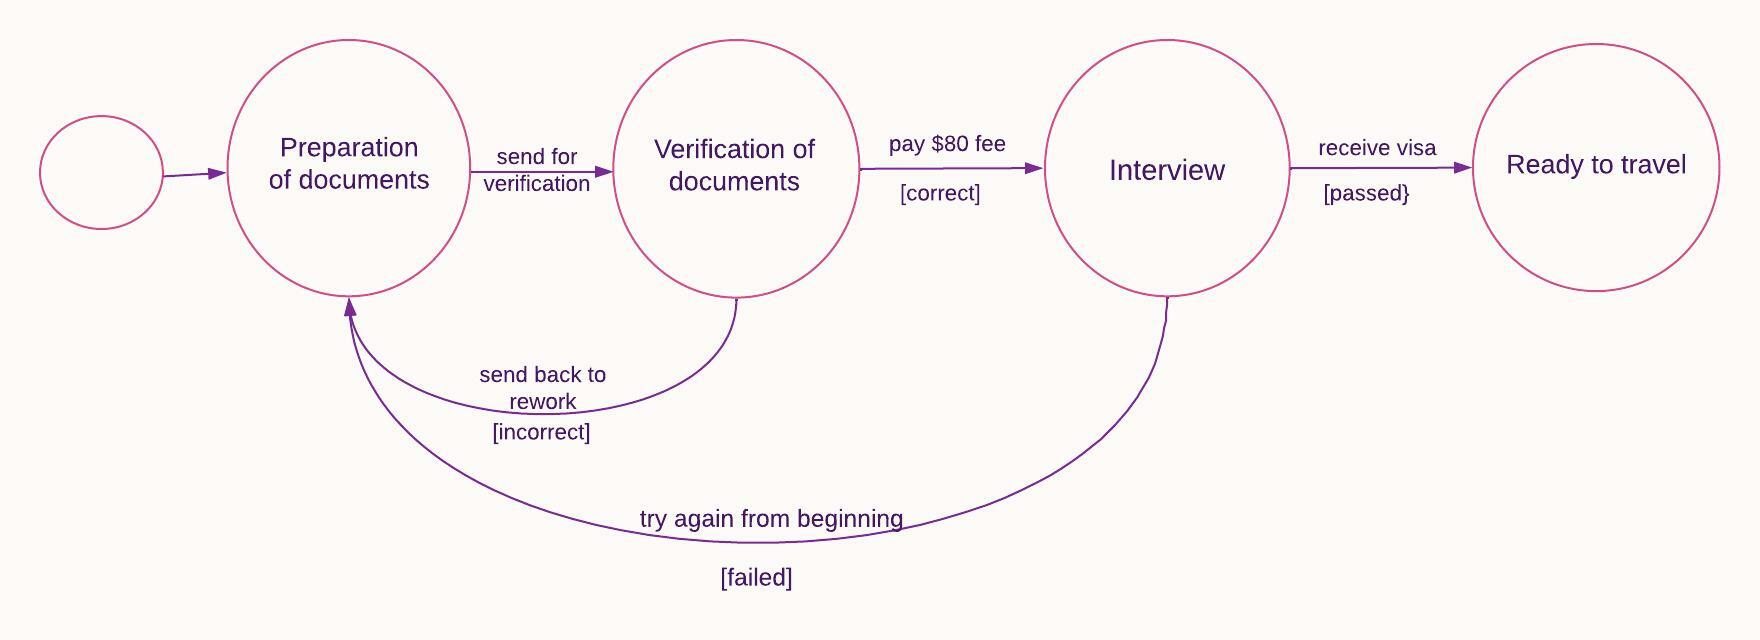 Preparation
of documents
send for
verification
Verification of
documents
pay $80 fee
[correct]
Interview
receive visa
[passed}
Ready to travel
send back to
rework
[incorrect]
try again from beginning
[failed]